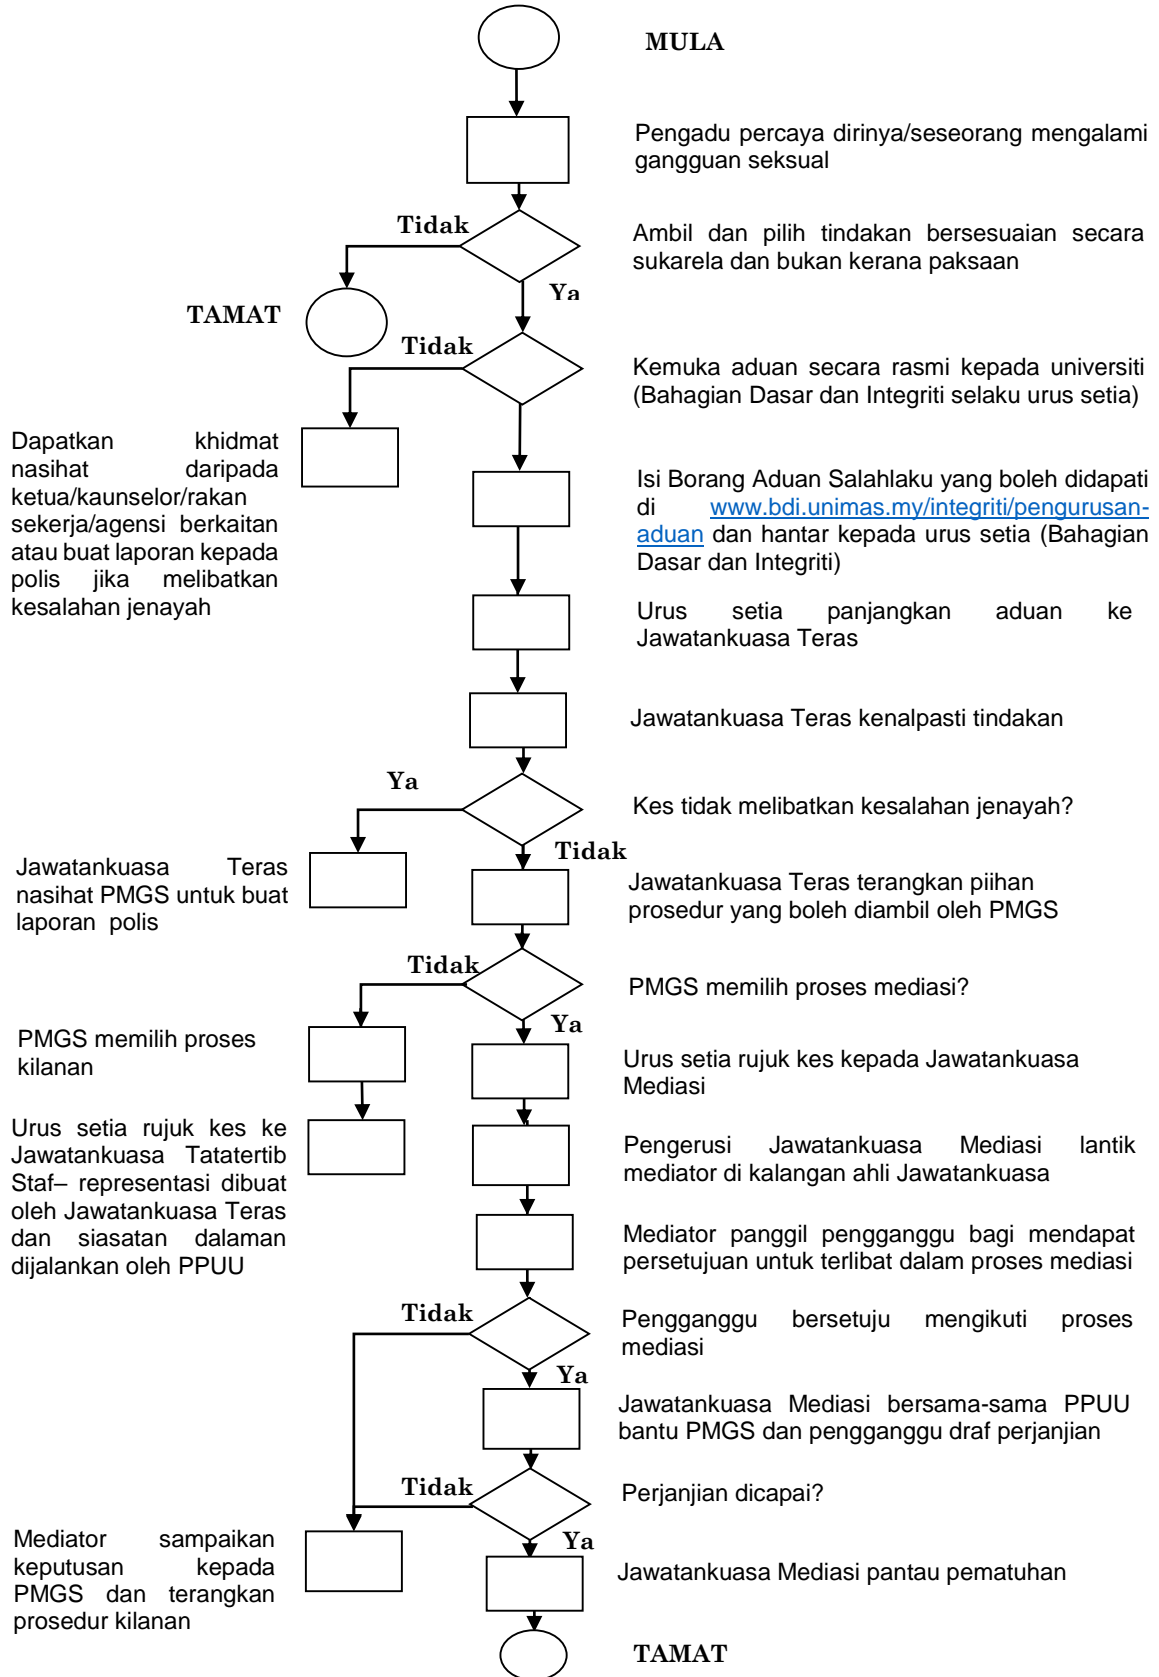 MULA
Pengadu percaya dirinya/seseorang mengalami
gangguan seksual
Tidak
Ambil dan pilih tindakan bersesuaian secara
sukarela dan bukan kerana paksaan
Ya
TAMAT
Tidak
Kemuka aduan secara rasmi kepada universiti
(Bahagian Dasar dan Integriti selaku urus setia)
Dapatkan khidmat
nasihat daripada
ketua/kaunselor/rakan
sekerja/agensi berkaitan
atau buat laporan kepada
polis jika melibatkan
kesalahan jenayah
Isi Borang Aduan Salahlaku yang boleh didapati
di www.bdi.unimas.my/integriti/pengurusan-
aduan dan hantar kepada urus setia (Bahagian
Dasar dan Integriti)
Urus setia panjangkan aduan ke
Jawatankuasa Teras
Jawatankuasa Teras kenalpasti tindakan
Ya
Kes tidak melibatkan kesalahan jenayah?
Tidak
Jawatankuasa Teras
nasihat PMGS untuk buat
laporan polis
Jawatankuasa Teras terangkan piihan
prosedur yang boleh diambil oleh PMGS
Tidak
PMGS memilih proses mediasi?
Ya
PMGS memilih proses
kilanan
Urus setia rujuk kes kepada Jawatankuasa
Mediasi
Urus setia rujuk kes ke
Jawatankuasa Tatatertib
Staf– representasi dibuat
oleh Jawatankuasa Teras
dan siasatan dalaman
dijalankan oleh PPUU
Pengerusi Jawatankuasa Mediasi lantik
mediator di kalangan ahli Jawatankuasa
Mediator panggil pengganggu bagi mendapat
persetujuan untuk terlibat dalam proses mediasi
Tidak
Pengganggu bersetuju mengikuti proses
mediasi
Ya
Jawatankuasa Mediasi bersama-sama PPUU
bantu PMGS dan pengganggu draf perjanjian
Tidak
Perjanjian dicapai?
Ya
Mediator sampaikan
keputusan kepada
PMGS dan terangkan
prosedur kilanan
Jawatankuasa Mediasi pantau pematuhan
TAMAT